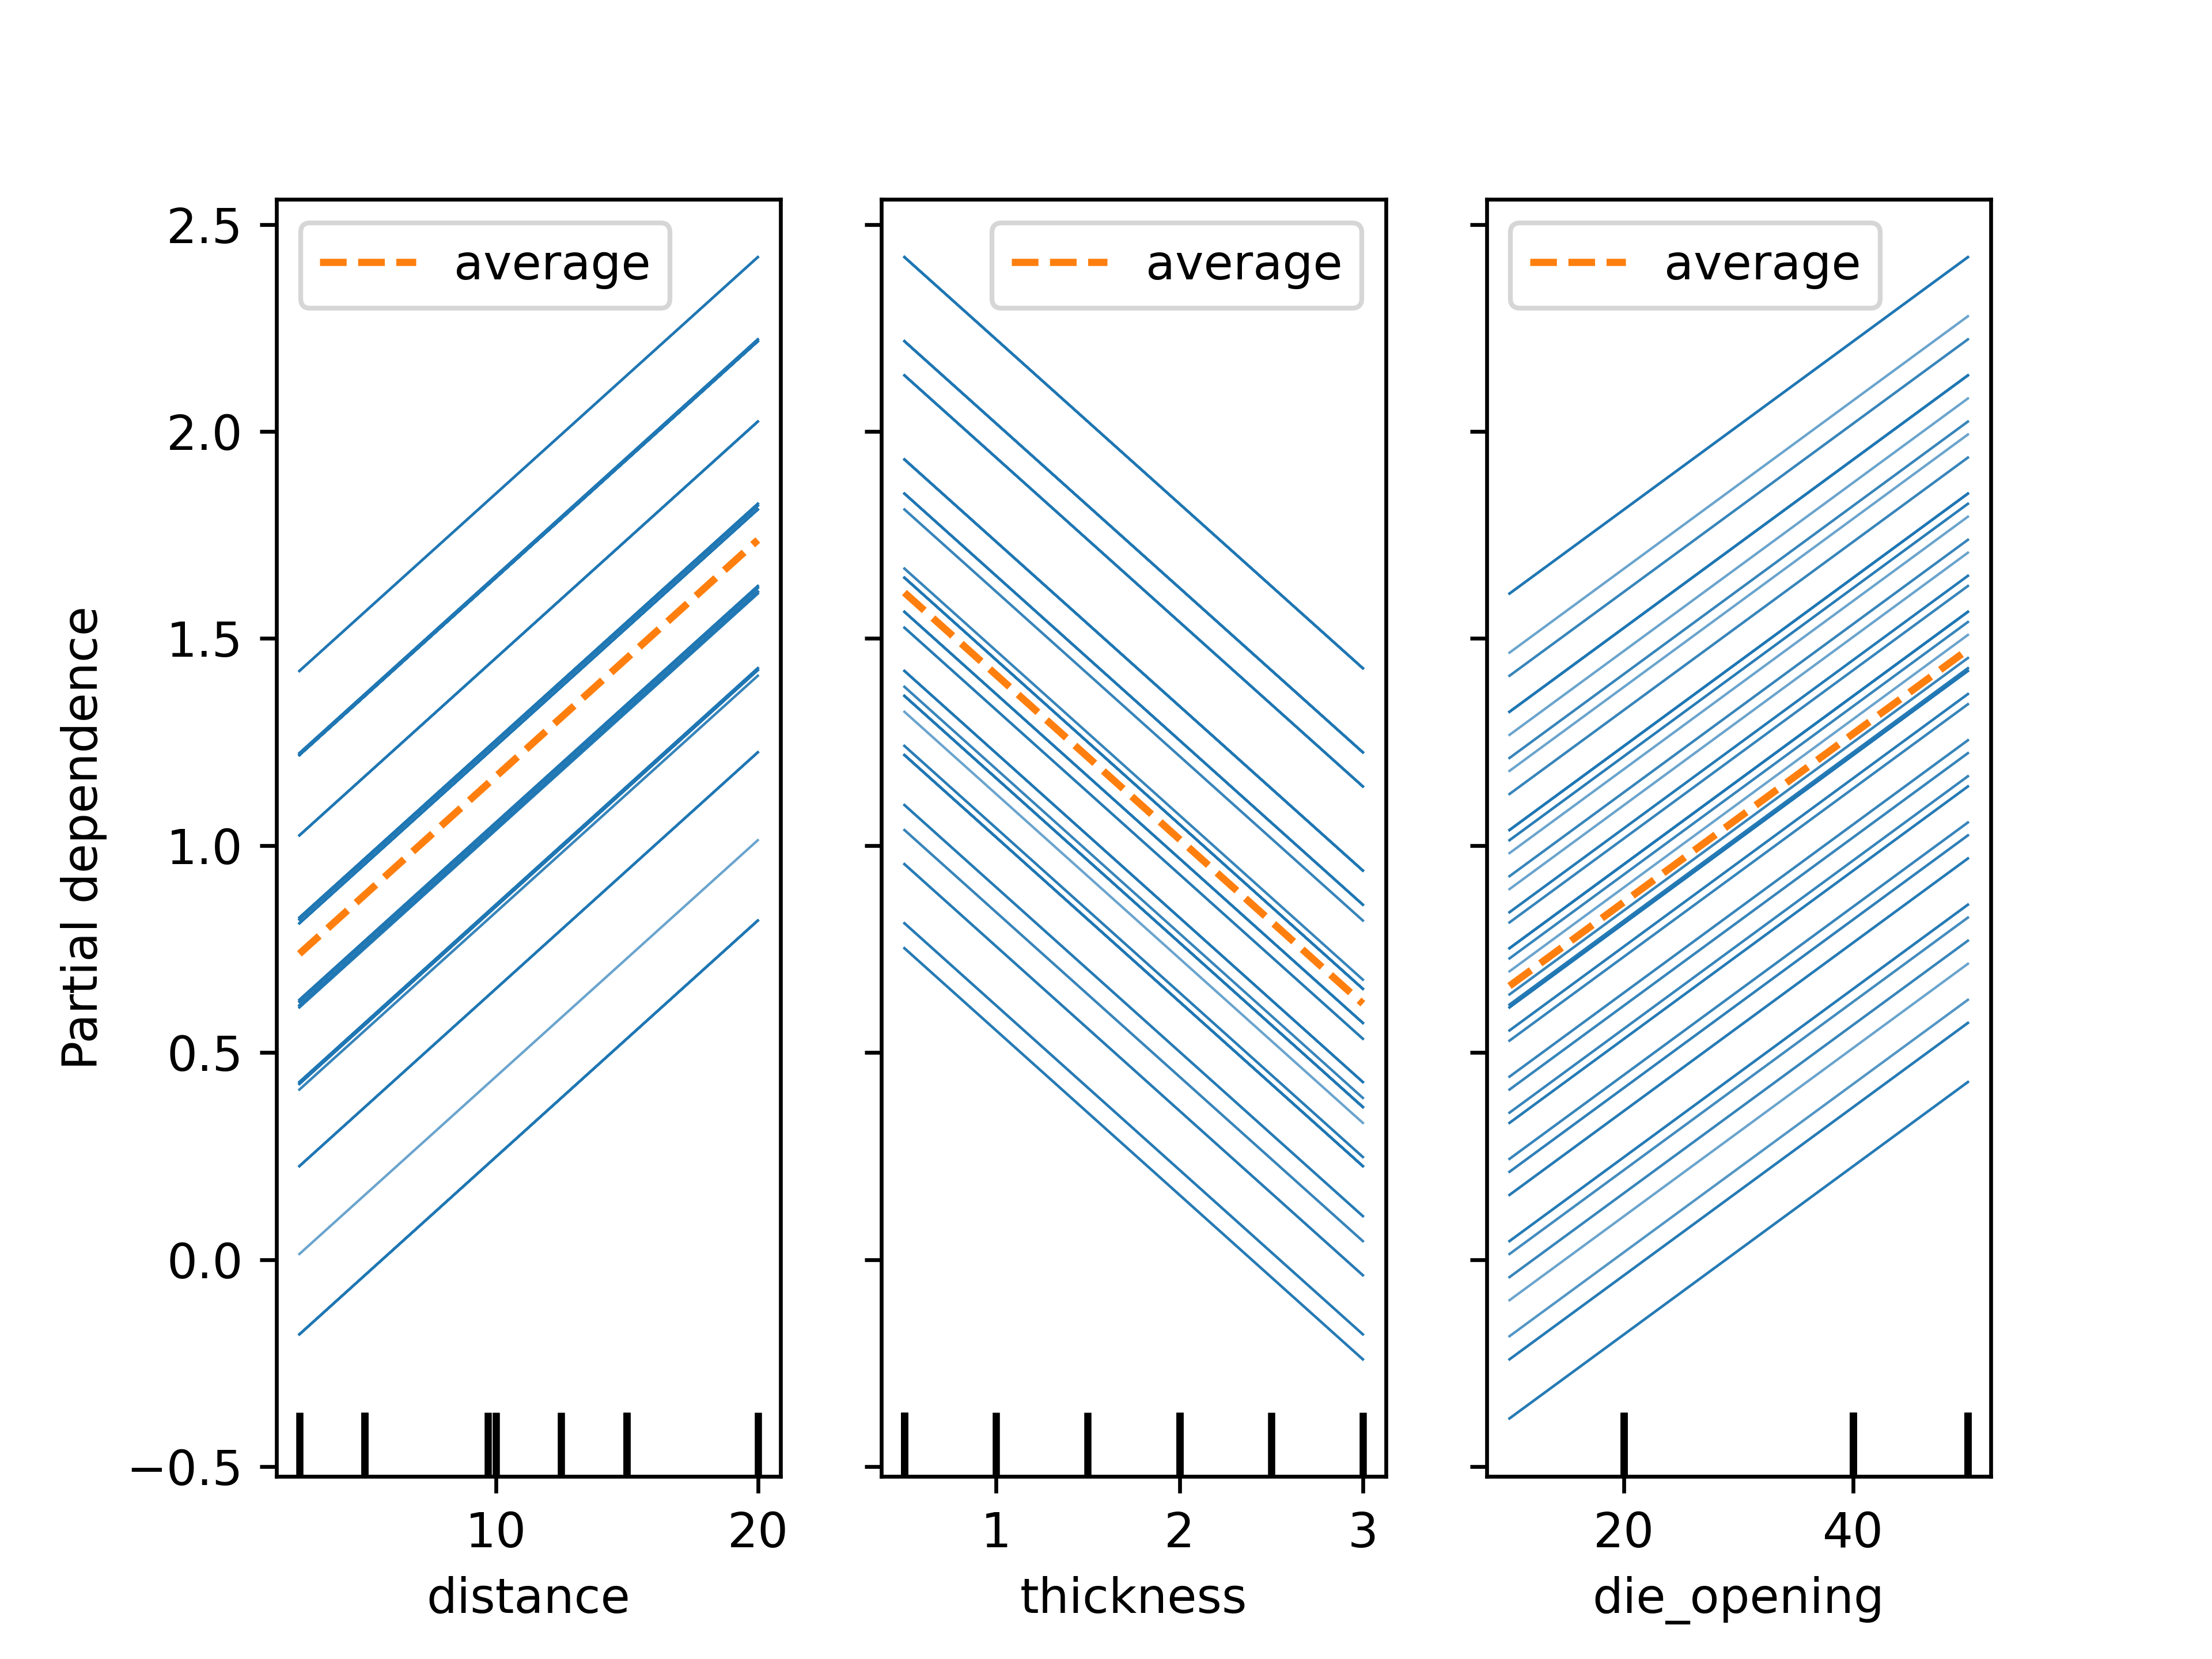 average average average
2.5
2.0
1.5
1.0
0.5
0.0
−0.5
Partial dependence
10 20 1 2 3 20 40
distance thickness die_opening